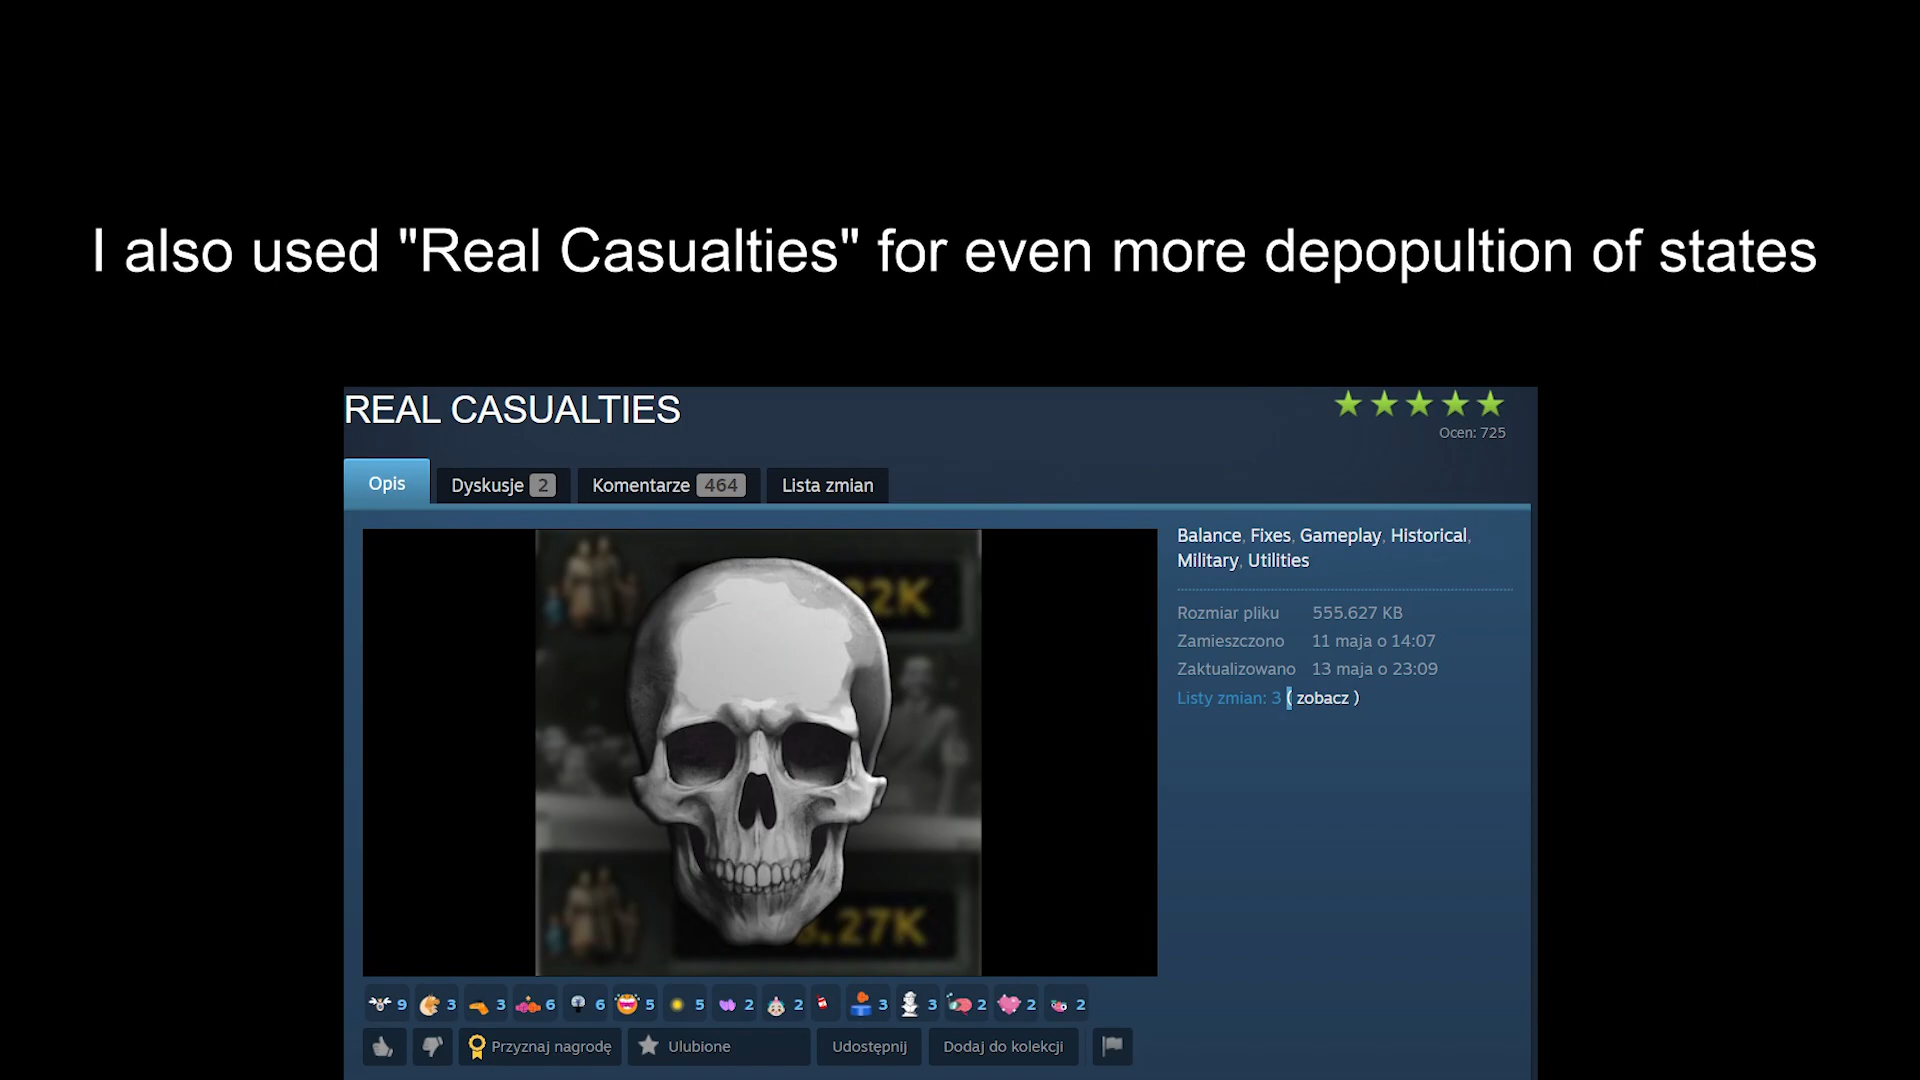 I also used "Real Casualties" for even more depopultion of states
REAL CASUALTIES
Ocen: 725
Opis
Dyskusje 2
Komentarze 464
Lista zmian
Balance, Fixes, Gameplay, Historical,
Military, Utilities
Rozmiar pliku 555.627 KB
Zamieszczono 11 maja o 14:07
Zaktualizowano 13 maja o 23:09
Listy zmian: 3 ( zobacz )
2K
.27K
9 3 3 6 6 5 5 2 2 3 3 2 2 2
Przyznaj nagrodę
Ulubione
Udostępnij
Dodaj do kolekcji